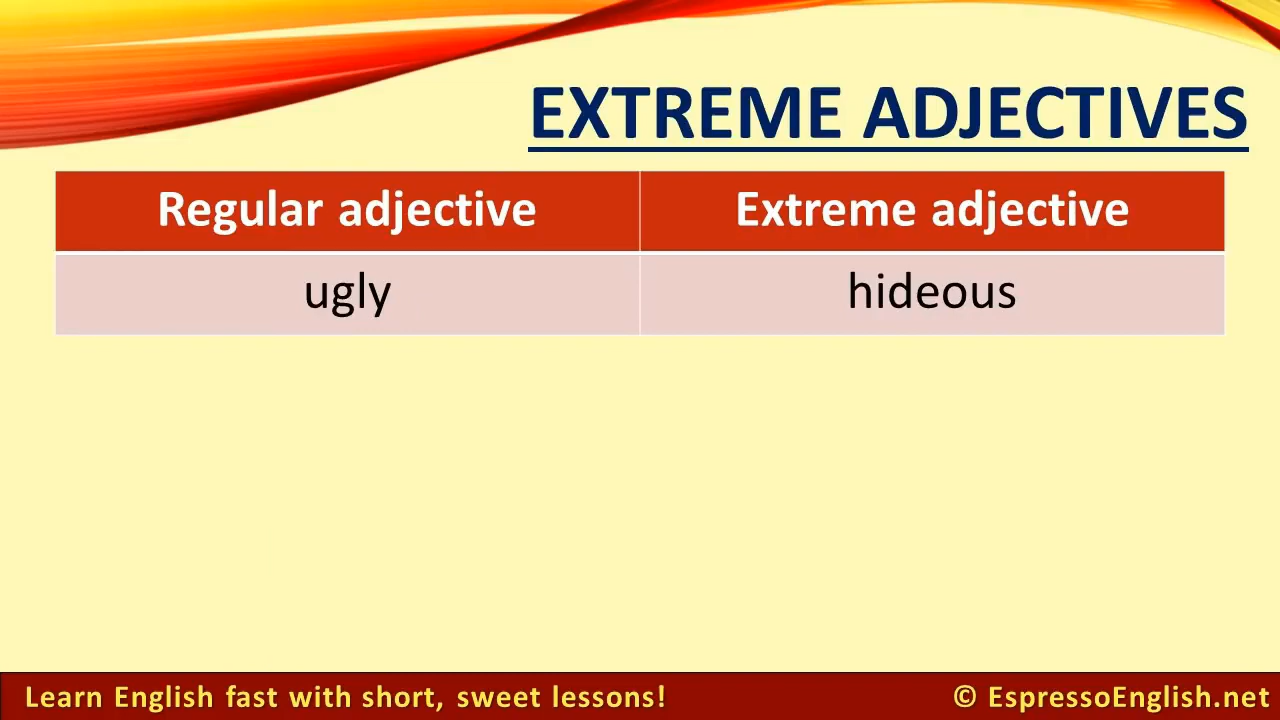 EXTREME ADJECTIVES
Regular adjective Extreme adjective
ugly hideous
Learn English fast with short, sweet lessons! © EspressoEnglish.net